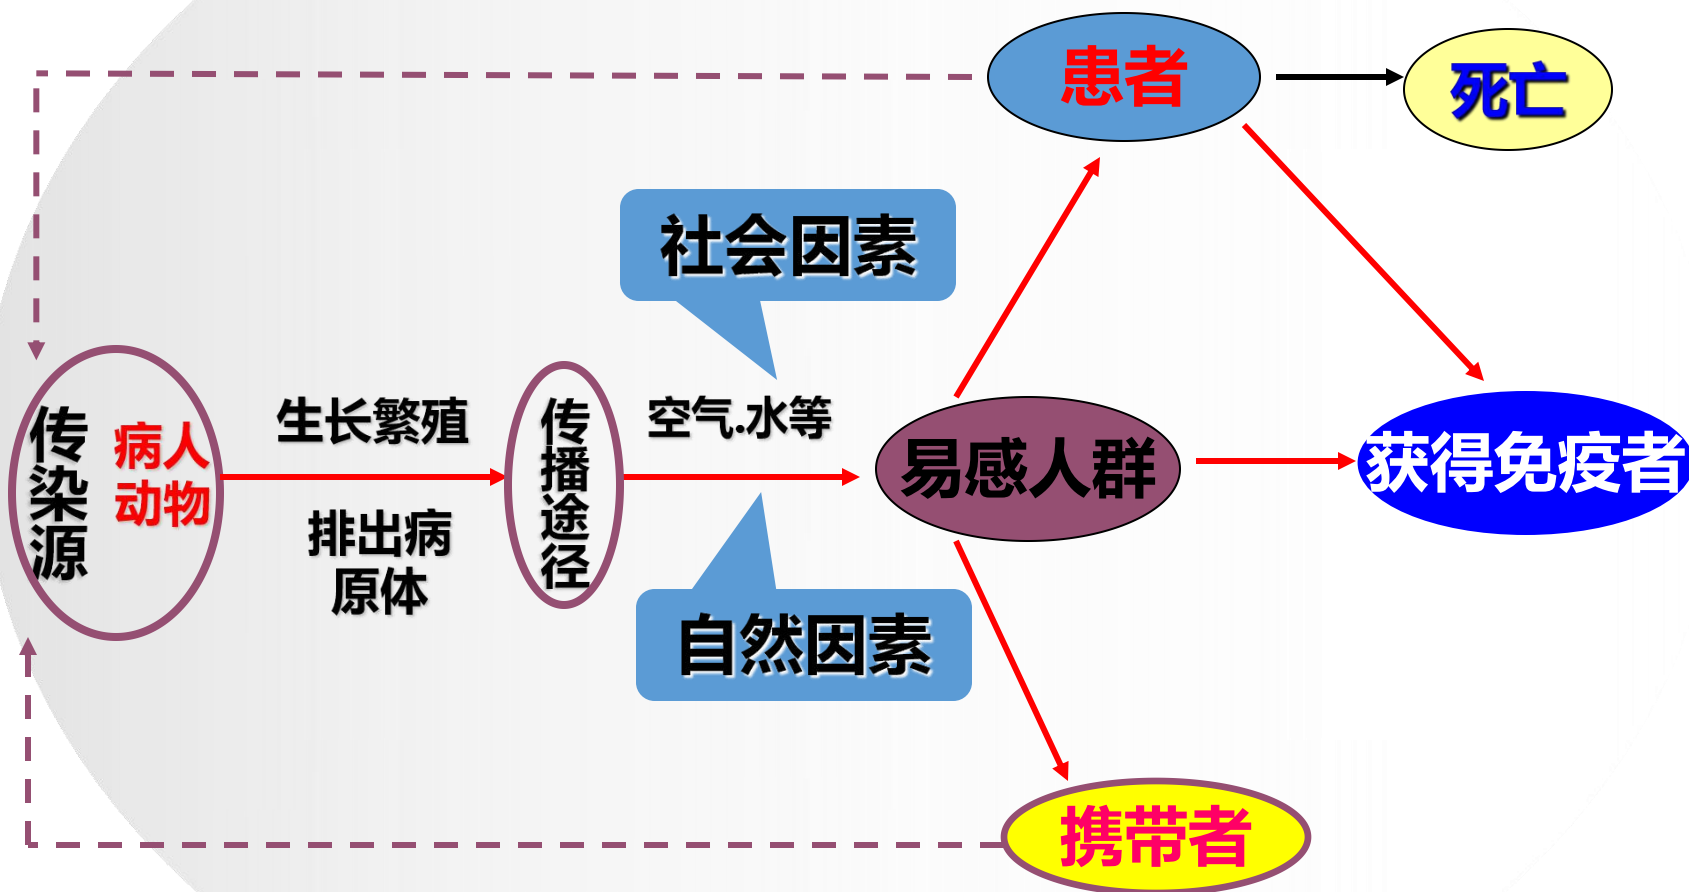 患者
死亡
社会因素
传染源
病人
动物
生长繁殖
排出病
原体
传播途径
空气.水等
易感人群
获得免疫者
自然因素
携带者